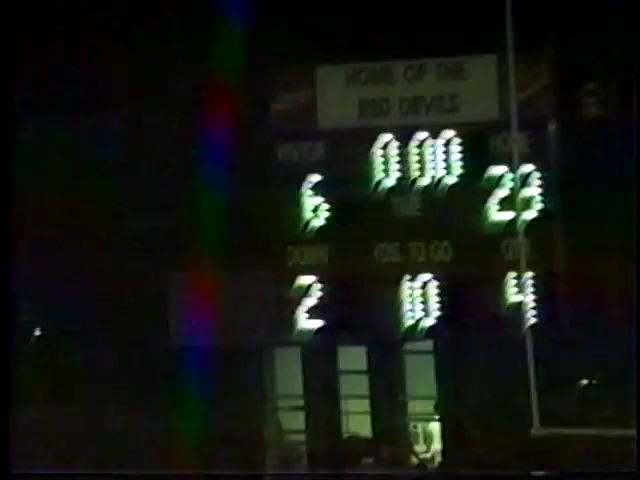 HOME OF THE
RED DEVILS
VISITOR 0:00 HOME
6 TIME 23
DOWN YDS. TO GO QTR
2 10 4